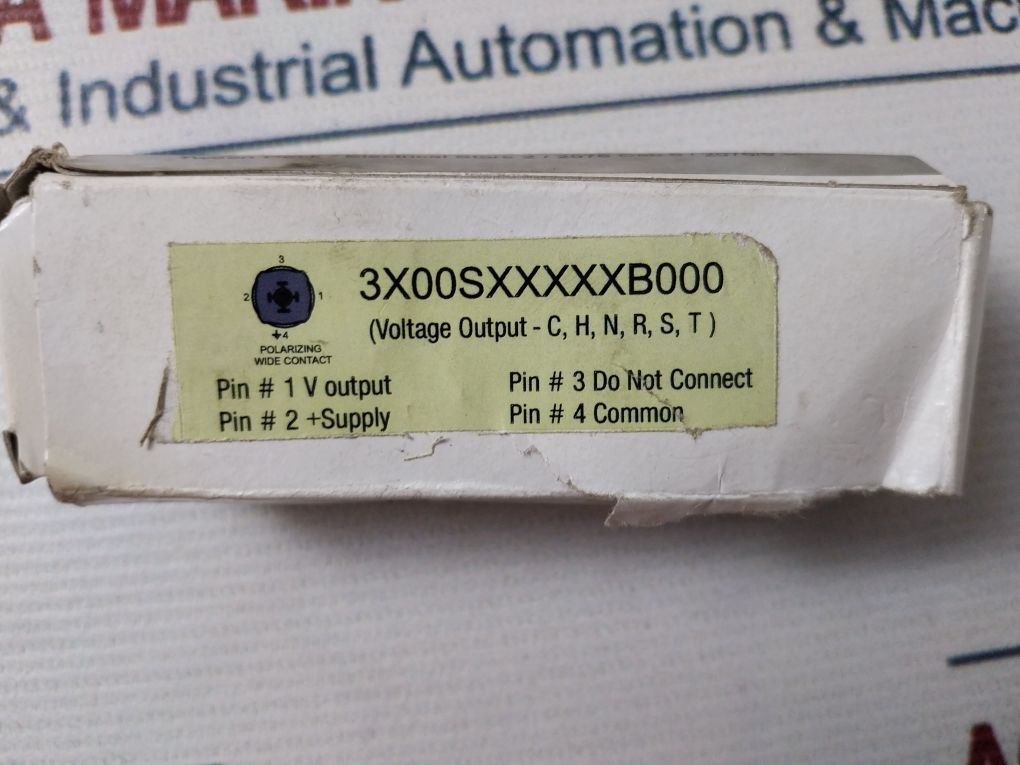 & Industrial Automation & Mac
3X00SXXXXXB000
(Voltage Output - C, H, N, R, S, T )
3
2
1
4
POLARIZING
WIDE CONTACT
Pin # 1 V output
Pin # 3 Do Not Connect
Pin # 2 +Supply
Pin # 4 Common